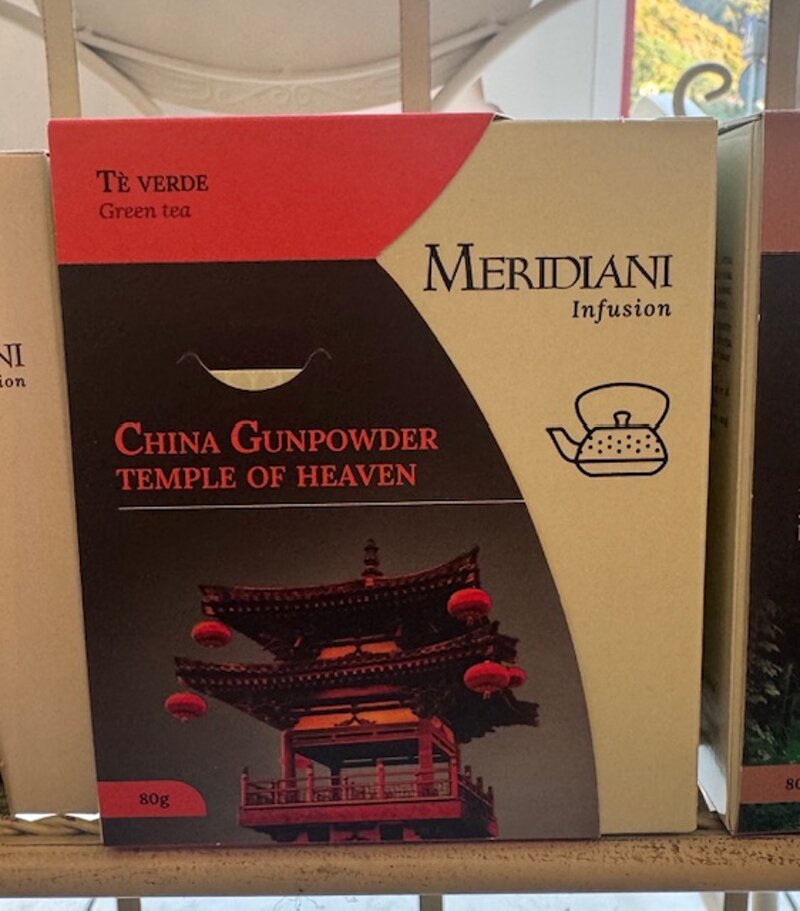 Tè verde
Green tea
Meridiani
Infusion
China Gunpowder
temple of heaven
80g